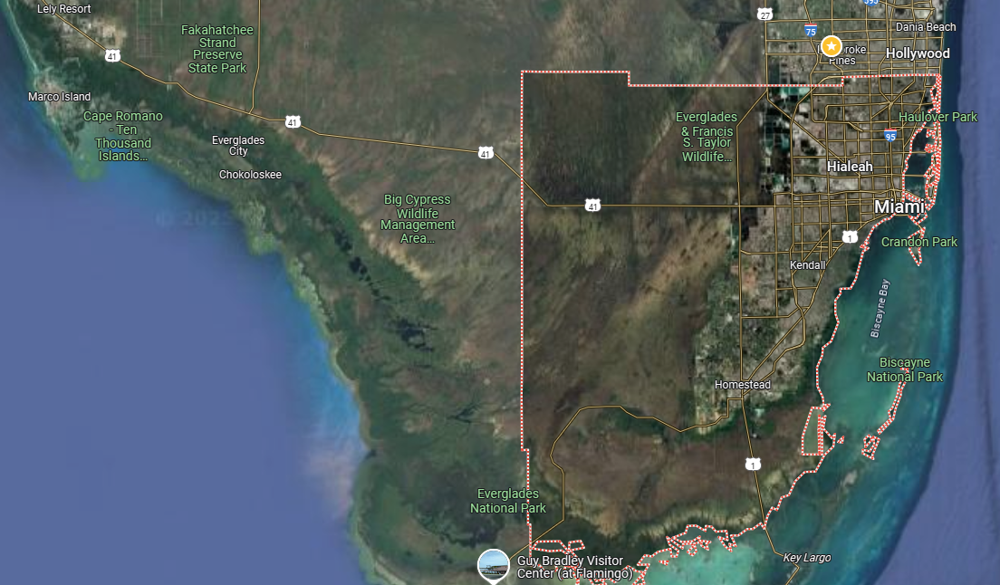 Lely Resort
27
595
Dania Beach
Fakahatchee
Strand
Preserve
State Park
75
Hollywood
Pines
41
Marco Island
Cape Romano
- Ten
Thousand
Islands...
41
Everglades
City
Chokoloskee
41
Everglades
& Francis
S. Taylor
Wildlife...
Haulover Park
95
Hialeah
Big Cypress
Wildlife
Management
Area...
41
Miami
1
Crandon Park
Kendall
Biscayne Bay
Biscayne
National Park
Homestead
1
Everglades
National Park
Guy Bradley Visitor
Center (at Flamingo)
Key Largo